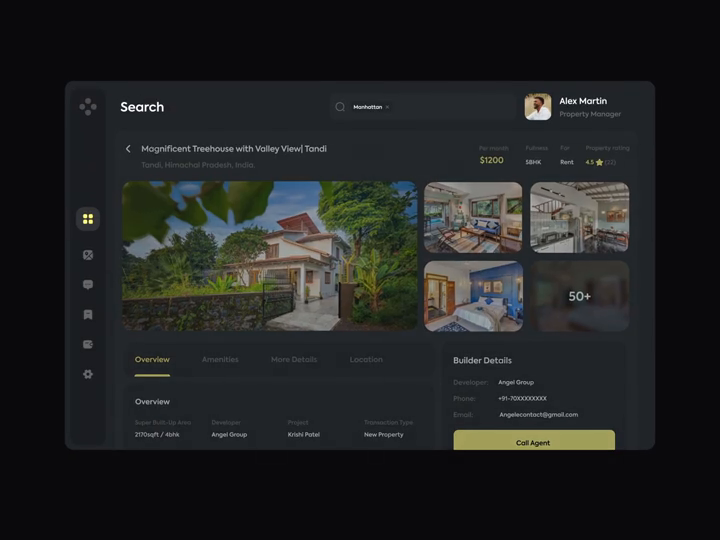 Search
Manhattan ×
Alex Martin
Property Manager
Magnificent Treehouse with Valley View| Tandi
Tandi, Himachal Pradesh, India.
Per month
$1200
For
5BHK
Rent
Property rating
4.5
(22)
50+
Overview
Amenities
More Details
Location
Overview
Super Built-Up Area
2170sqft / 4bhk
Developer
Angel Group
Project
Krishi Patel
Transaction Type
New Property
Builder Details
Developer: Angel Group
Phone: +91-70XXXXXXXX
Email: Angelecontact@gmail.com
Call Agent